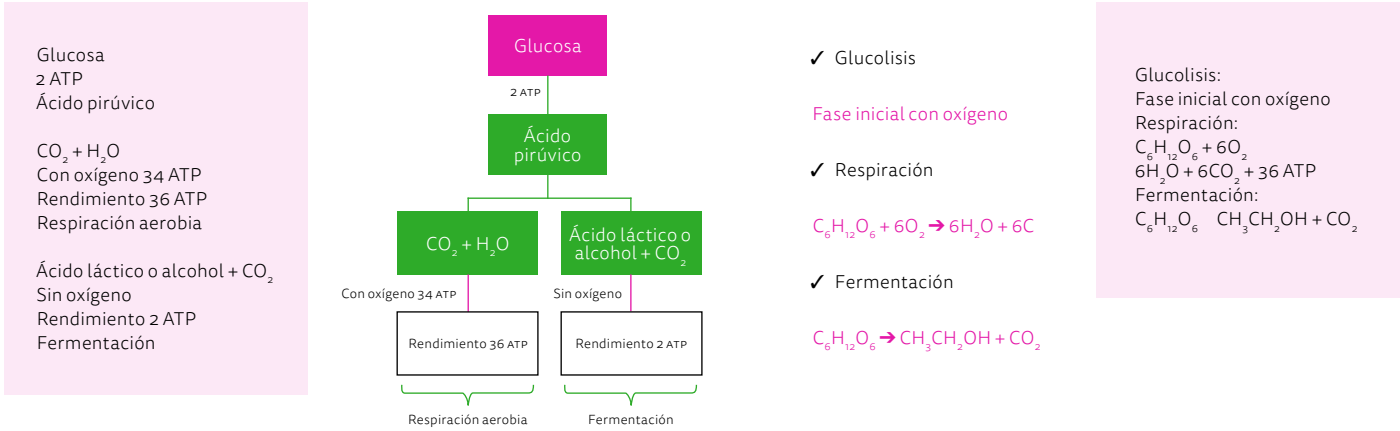 Glucosa
2 ATP
Ácido pirúvico
CO₂ + H₂O
Con oxígeno 34 ATP
Rendimiento 36 ATP
Respiración aerobia
Ácido láctico o alcohol + CO₂
Sin oxígeno
Rendimiento 2 ATP
Fermentación
Glucosa
2 ATP
Ácido
pirúvico
CO₂ + H₂O
Ácido láctico o
alcohol + CO₂
Con oxígeno 34 ATP
Sin oxígeno
Rendimiento 36 ATP
Rendimiento 2 ATP
Respiración aerobia
Fermentación
✓ Glucolisis
Fase inicial con oxígeno
✓ Respiración
C₆H₁₂O₆ + 6O₂ ➔ 6H₂O + 6C
✓ Fermentación
C₆H₁₂O₆ ➔ CH₃CH₂OH + CO₂
Glucolisis:
Fase inicial con oxígeno
Respiración:
C₆H₁₂O₆ + 6O₂
6H₂O + 6CO₂ + 36 ATP
Fermentación:
C₆H₁₂O₆ CH₃CH₂OH + CO₂